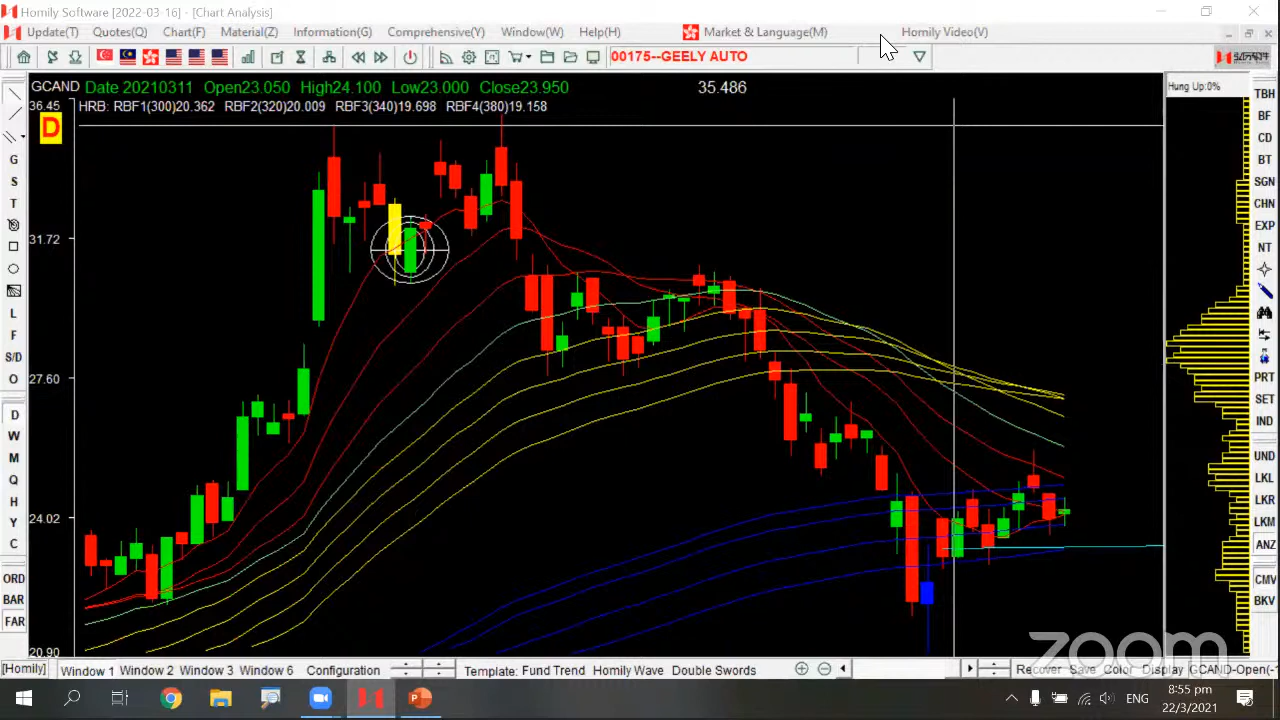 Homily Software [2022-03-16] - [Chart Analysis]
Update(T) Quotes(Q) Chart(F) Material(Z) Information(G) Comprehensive(Y) Window(W) Help(H) Market & Language(M) Homily Video(V)
00175--GEELY AUTO
GCAND Date 20210311 Open23.050 High24.100 Low23.000 Close23.950 35.486
Hung Up:0%
36.45 HRB: RBF1(300)20.362 RBF2(320)20.009 RBF3(340)19.698 RBF4(380)19.158
D
31.72
27.60
24.02
20.90
G
S
T
L
F
S/D
O
D
W
M
Q
H
Y
C
ORD
BAR
FAR
TBH
BF
CD
BT
SGN
CHN
EXP
NT
PRT
SET
IND
UND
LKL
LKR
LKM
ANZ
CMV
BKV
zoom
[Homily] Window 1 Window 2 Window 3 Window 6 Configuration Template: Fund Trend Homily Wave Double Swords Recover Save Color Display GCAND-Open(-
ENG
8:55 pm
22/3/2021